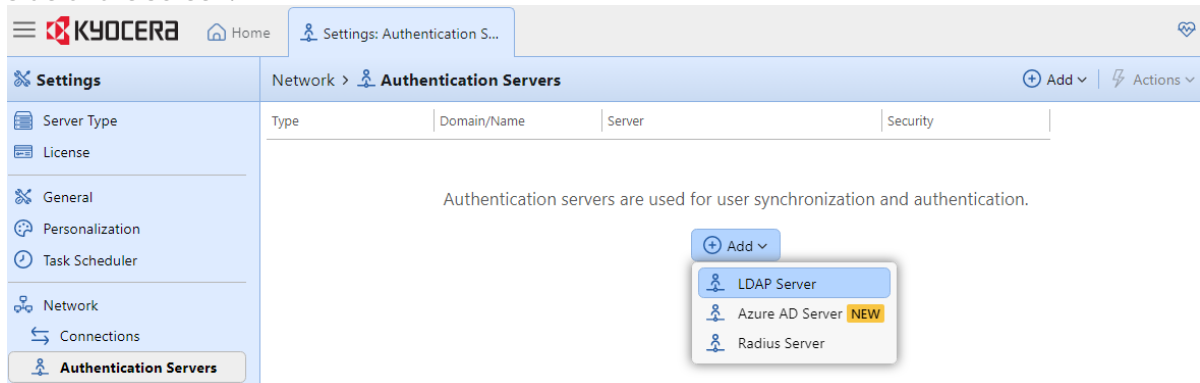 KYOCERA
Home
Settings: Authentication S...
Settings
Network > Authentication Servers
Add
Actions
Server Type
License
General
Personalization
Task Scheduler
Network
Connections
Authentication Servers
Type
Domain/Name
Server
Security
Authentication servers are used for user synchronization and authentication.
Add
LDAP Server
Azure AD Server NEW
Radius Server